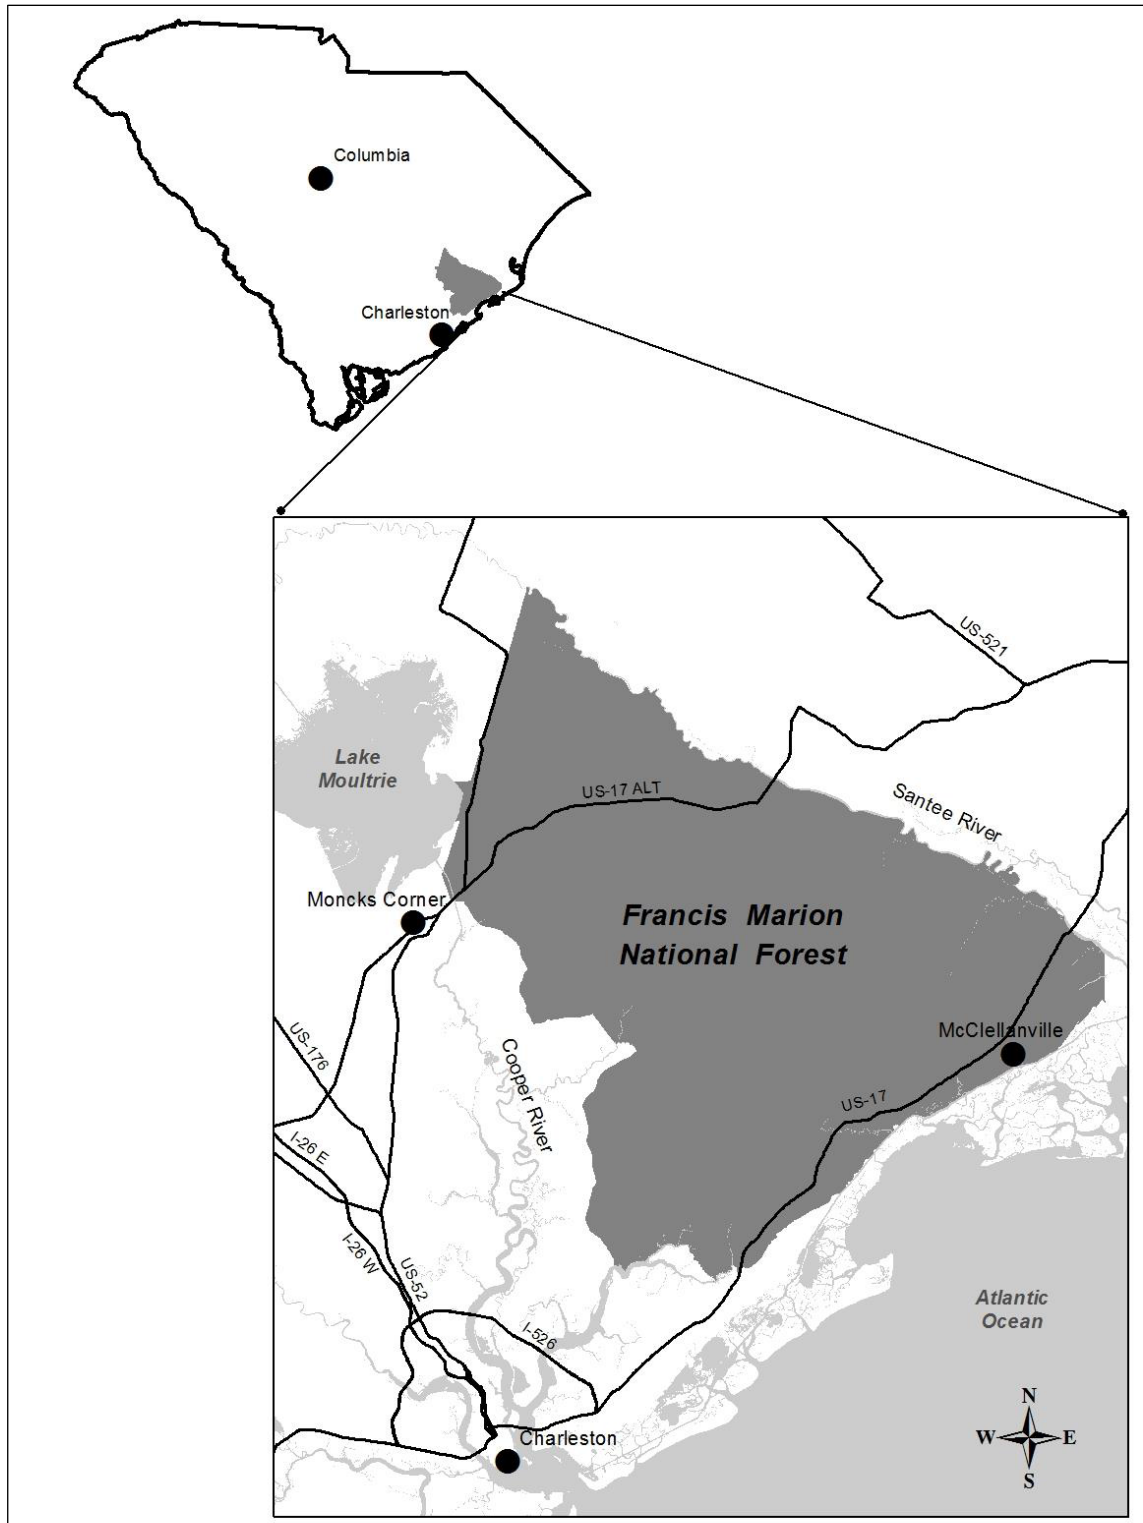 Columbia
Charleston
US-521
Lake
Moultrie
US-17 ALT
Santee River
Moncks Corner
Francis Marion
National Forest
McClellanville
US-176
Cooper River
US-17
I-26 E
I-26 W
US-52
I-526
Atlantic
Ocean
Charleston
N
W E
S